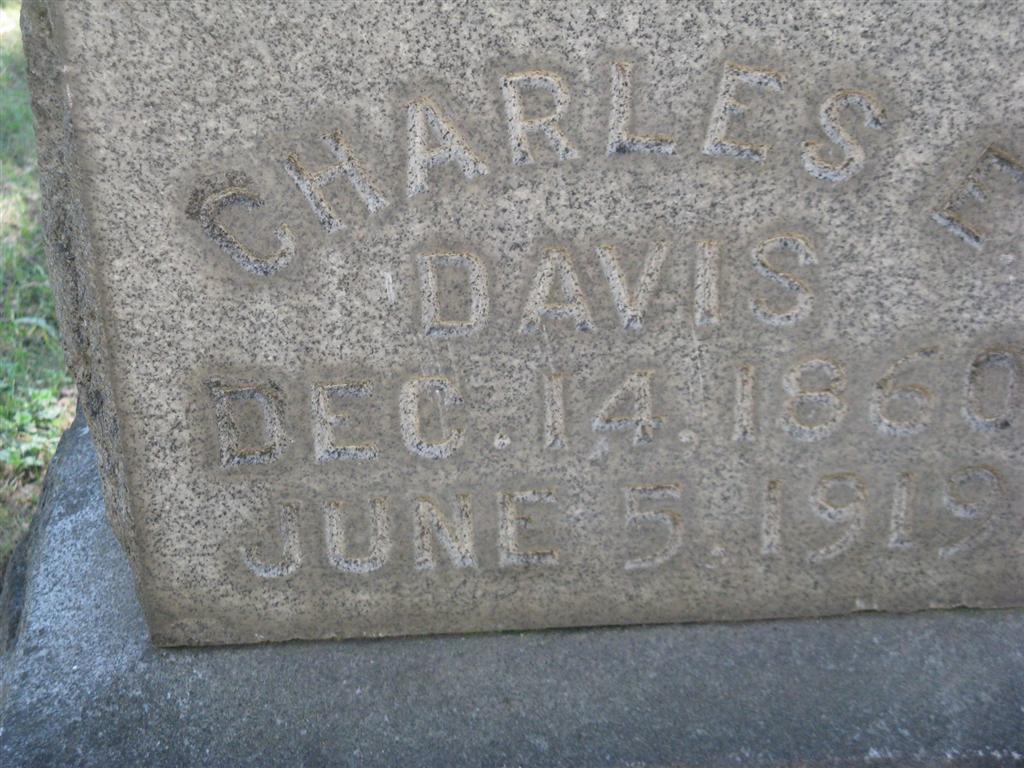 CHARLES E.
DAVIS
DEC. 14, 1860
JUNE 5, 1919